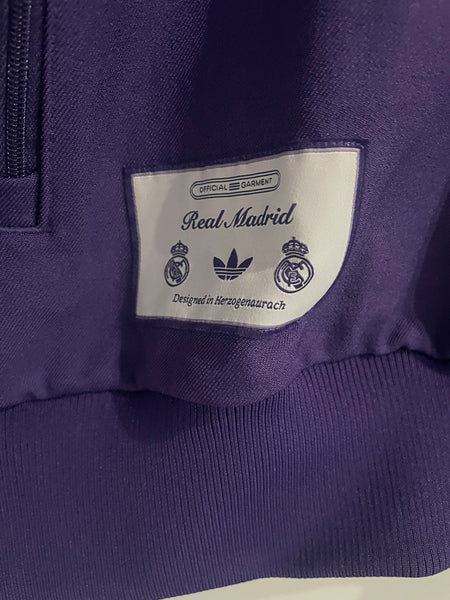 OFFICIAL GARMENT
Real Madrid
Designed in Herzogenaurach